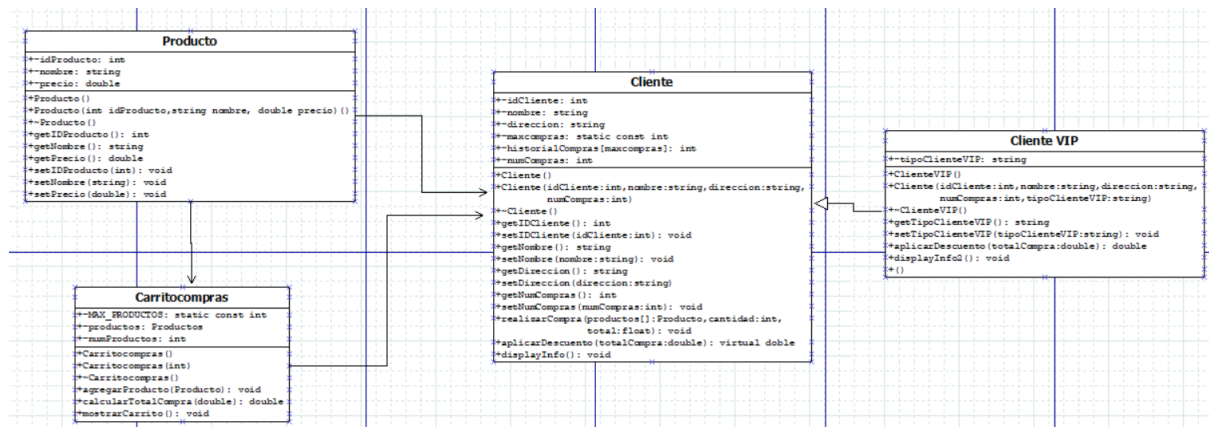 Producto
+-idProducto: int
+-nombre: string
+-precio: double
+Producto()
+Producto(int idProducto,string nombre, double precio)()
+~Producto()
+getIDProducto(): int
+getNombre(): string
+getPrecio(): double
+setIDProducto(int): void
+setNombre(string): void
+setPrecio(double): void
Carritocompras
+-MAX_PRODUCTOS: static const int
+-productos: Productos
+-numProductos: int
+Carritocompras()
+Carritocompras(int)
+~Carritocompras()
+agregarProducto(Producto): void
+calcularTotalCompra(double): double
+mostrarCarrito(): void
Cliente
+-idCliente: int
+-nombre: string
+-direccion: string
+-maxcompras: static const int
+-historialCompras[maxcompras]: int
+-numCompras: int
+Cliente()
+Cliente(idCliente:int,nombre:string,direccion:string,
numCompras:int)
+~Cliente()
+getIDCliente(): int
+setIDCliente(idCliente:int): void
+getNombre(): string
+setNombre(nombre:string): void
+getDireccion(): string
+setDireccion(direccion:string)
+getNumCompras(): int
+setNumCompras(numCompras:int): void
+realizarCompra(productos[]:Producto,cantidad:int,
total:float): void
+aplicarDescuento(totalCompra:double): virtual doble
+displayInfo(): void
Cliente VIP
+-tipoClienteVIP: string
+ClienteVIP()
+Cliente(idCliente:int,nombre:string,direccion:string,
numCompras:int,tipoClienteVIP:string)
+~ClienteVIP()
+getTipoClienteVIP(): string
+setTipoClienteVIP(tipoClienteVIP:string): void
+aplicarDescuento(totalCompra:double): double
+displayInfo2(): void
+()